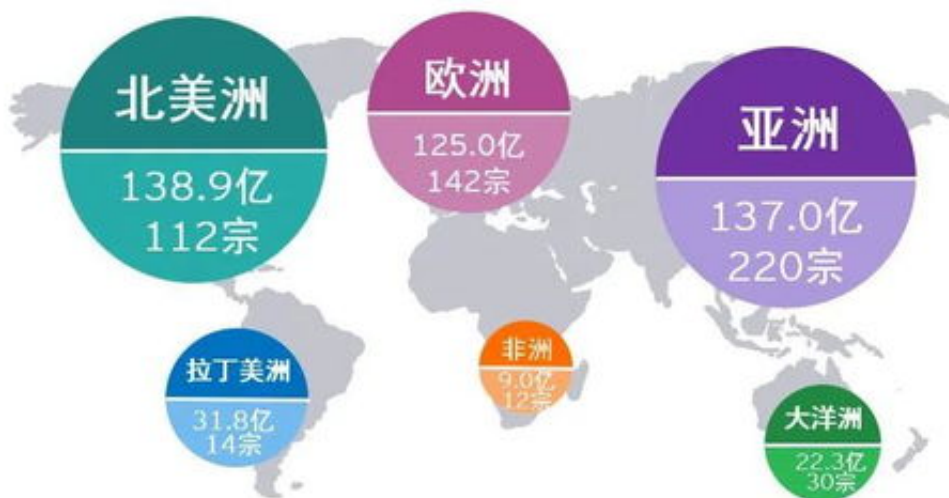 北美洲
138.9亿
112宗
欧洲
125.0亿
142宗
亚洲
137.0亿
220宗
拉丁美洲
31.8亿
14宗
非洲
9.0亿
12宗
大洋洲
22.3亿
30宗